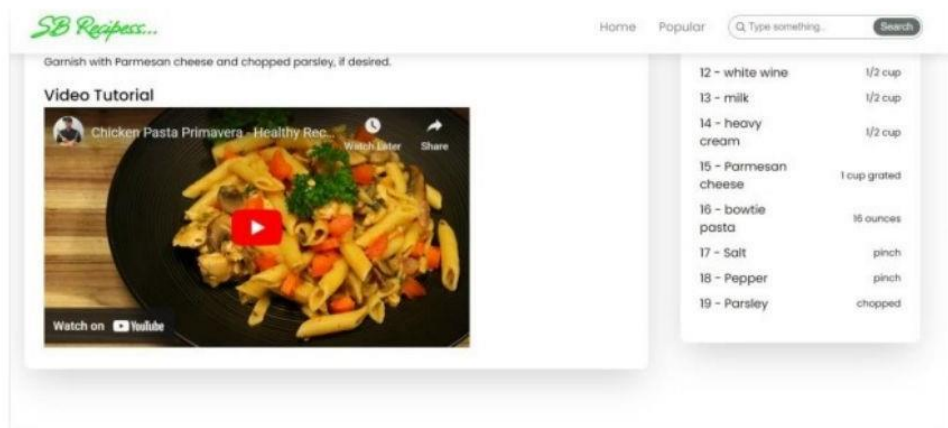 SB Recipess...
Home
Popular
Type something..
Search
Garnish with Parmesan cheese and chopped parsley, if desired.
Video Tutorial
Chicken Pasta Primavera - Healthy Rec...
Watch Later
Share
Watch on YouTube
12 - white wine 1/2 cup
13 - milk 1/2 cup
14 - heavy
cream 1/2 cup
15 - Parmesan
cheese 1 cup grated
16 - bowtie
pasta 16 ounces
17 - Salt pinch
18 - Pepper pinch
19 - Parsley chopped